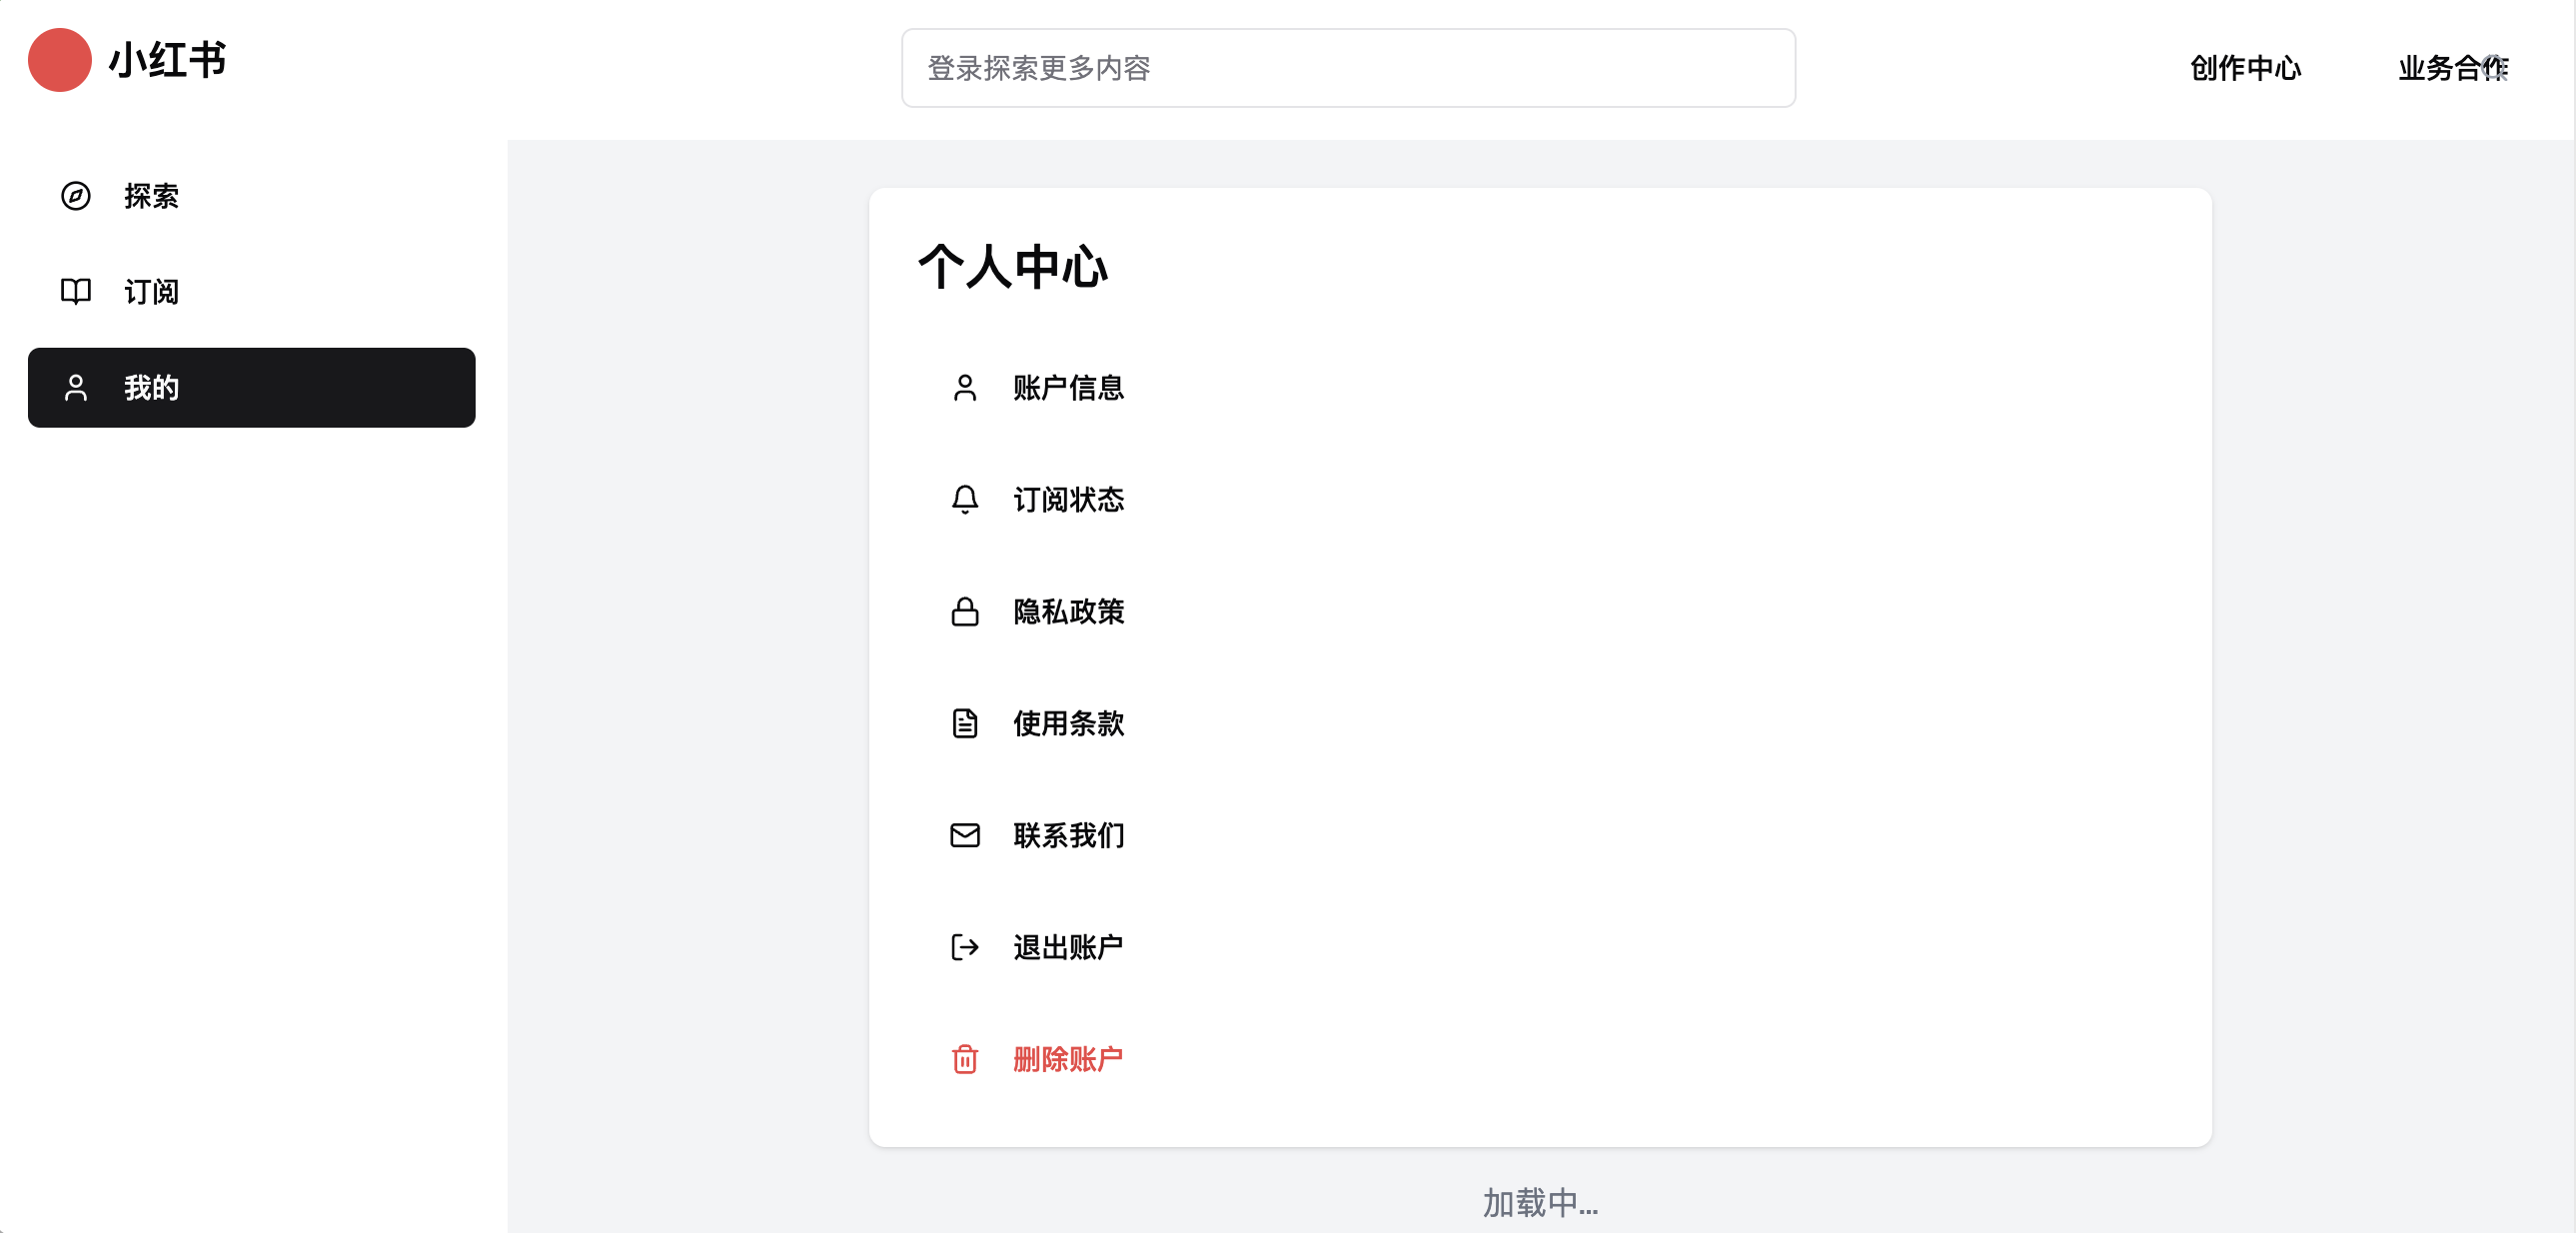 小红书
登录探索更多内容
创作中心
业务合作
探索
订阅
我的
个人中心
账户信息
订阅状态
隐私政策
使用条款
联系我们
退出账户
删除账户
加载中...